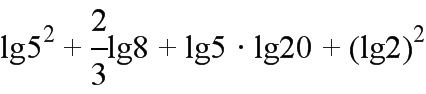 lg5² + 2/3lg8 + lg5 · lg20 + (lg2)²